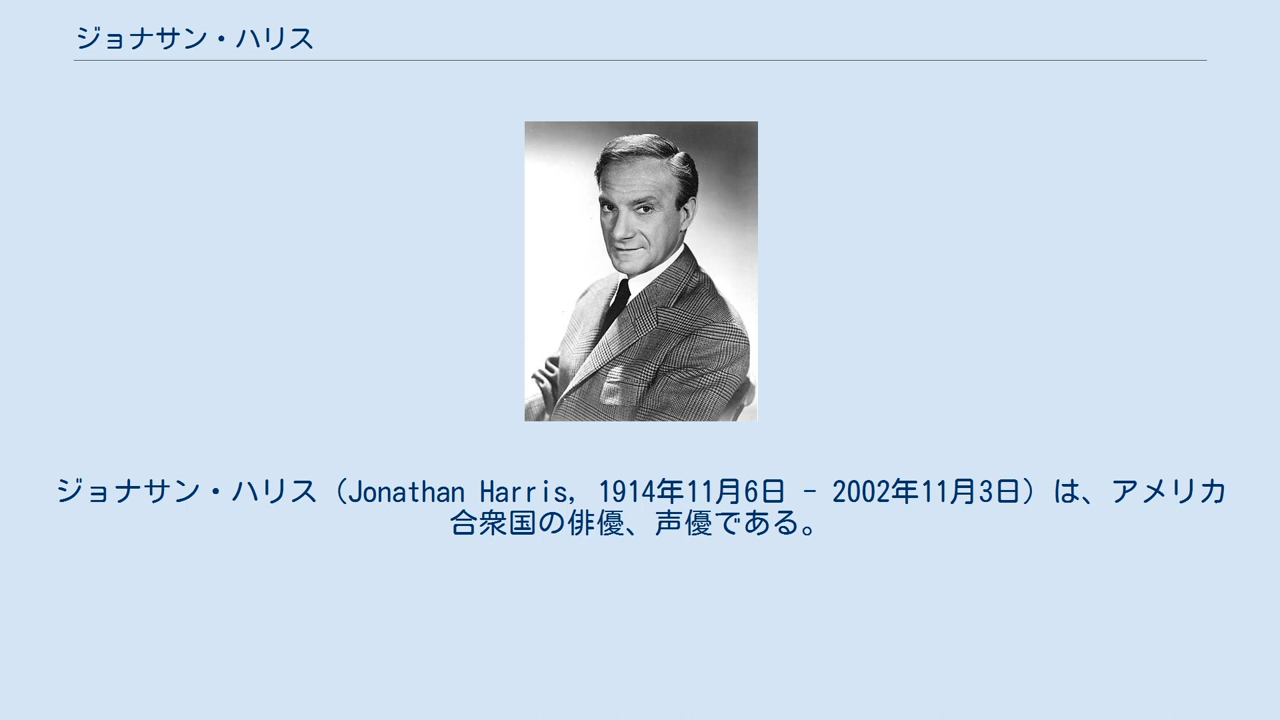 ジョナサン・ハリス
ジョナサン・ハリス（Jonathan Harris, 1914年11月6日 - 2002年11月3日）は、アメリカ
合衆国の俳優、声優である。